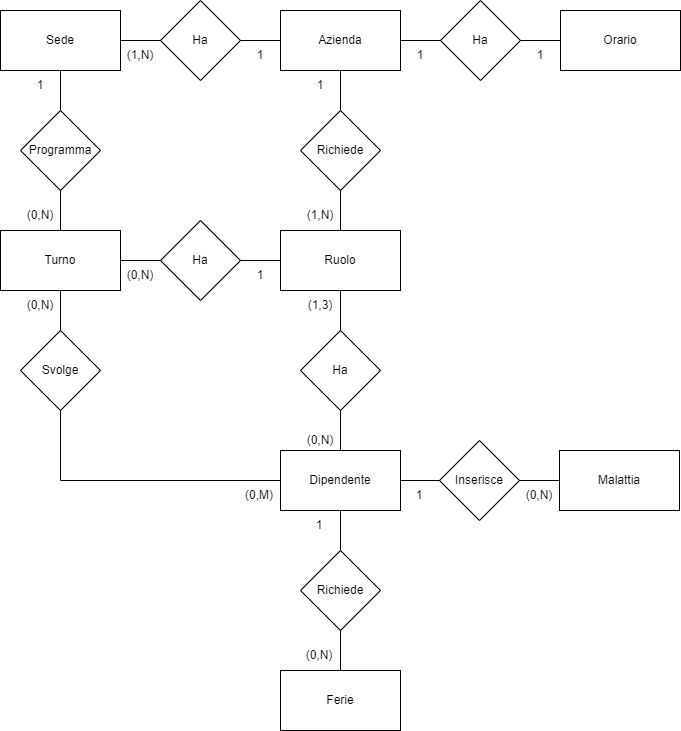 Sede
Ha
Azienda
Ha
Orario
(1,N)
1
1
1
1
1
Programma
Richiede
(0,N)
(1,N)
Turno
Ha
Ruolo
(0,N)
1
(0,N)
(1,3)
Svolge
Ha
(0,N)
Dipendente
Inserisce
Malattia
(0,M)
1
(0,N)
1
Richiede
(0,N)
Ferie